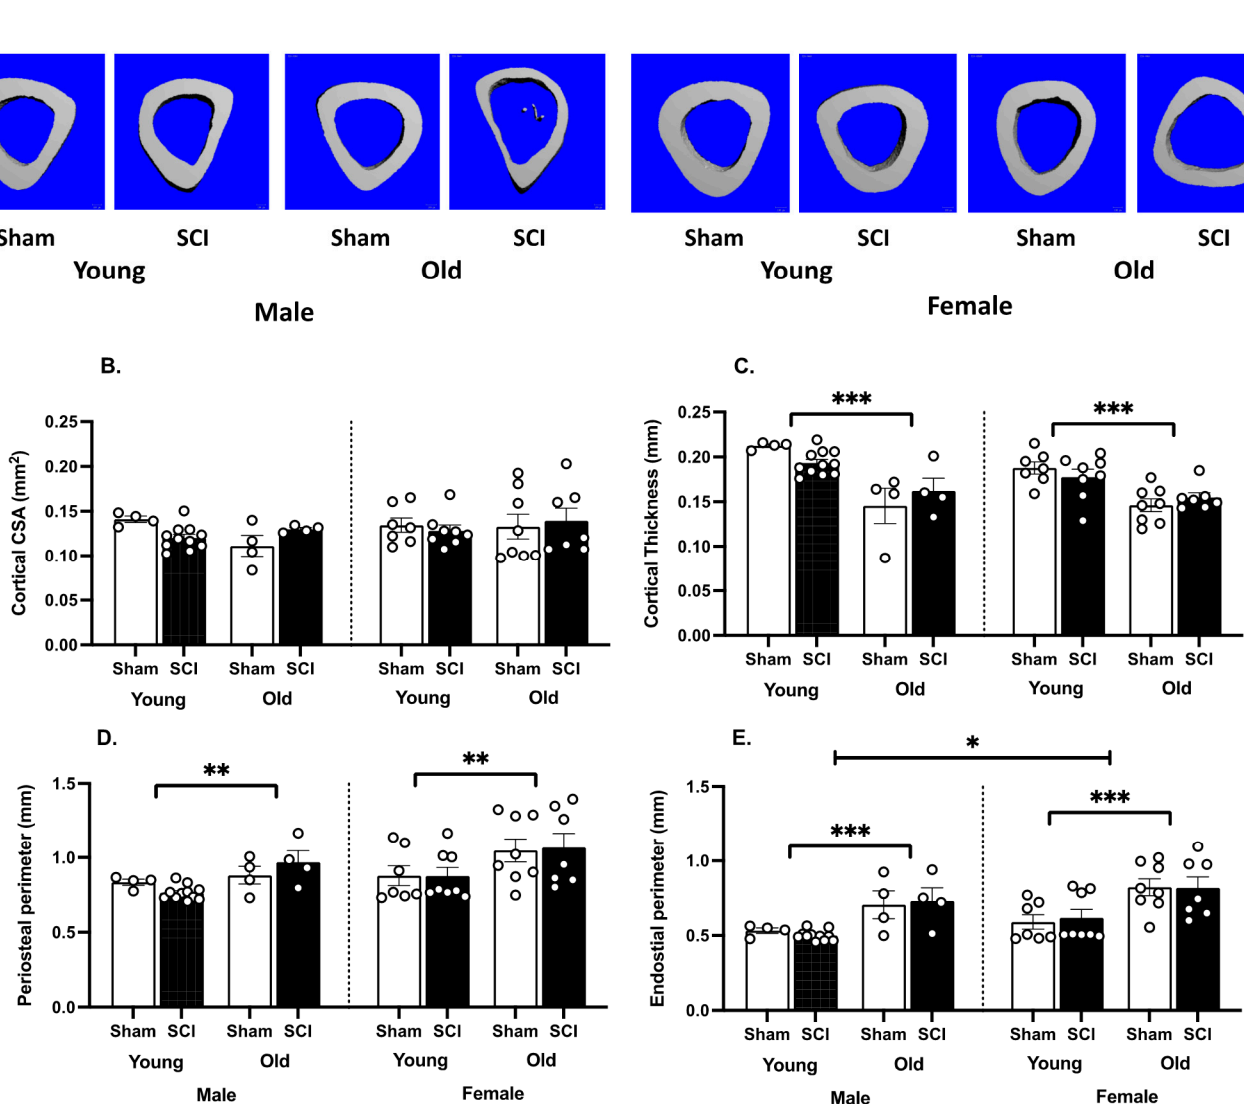 Sham SCI Sham SCI Sham SCI Sham SCI
Young Old Young Old
Male Female
B. C.
Cortical CSA (mm2)
0.25
0.20
0.15
0.10
0.05
0.00
Sham SCI Sham SCI Sham SCI Sham SCI
Young Old Young Old
Cortical Thickness (mm)
0.25
0.20
0.15
0.10
0.05
0.00
*** ***
Sham SCI Sham SCI Sham SCI Sham SCI
Young Old Young Old
D. E.
Periosteal perimeter (mm)
1.5
1.0
0.5
0.0
** **
Sham SCI Sham SCI Sham SCI Sham SCI
Young Old Young Old
Male Female
Endostial perimeter (mm)
1.5
1.0
0.5
0.0
*
*** ***
Sham SCI Sham SCI Sham SCI Sham SCI
Young Old Young Old
Male Female